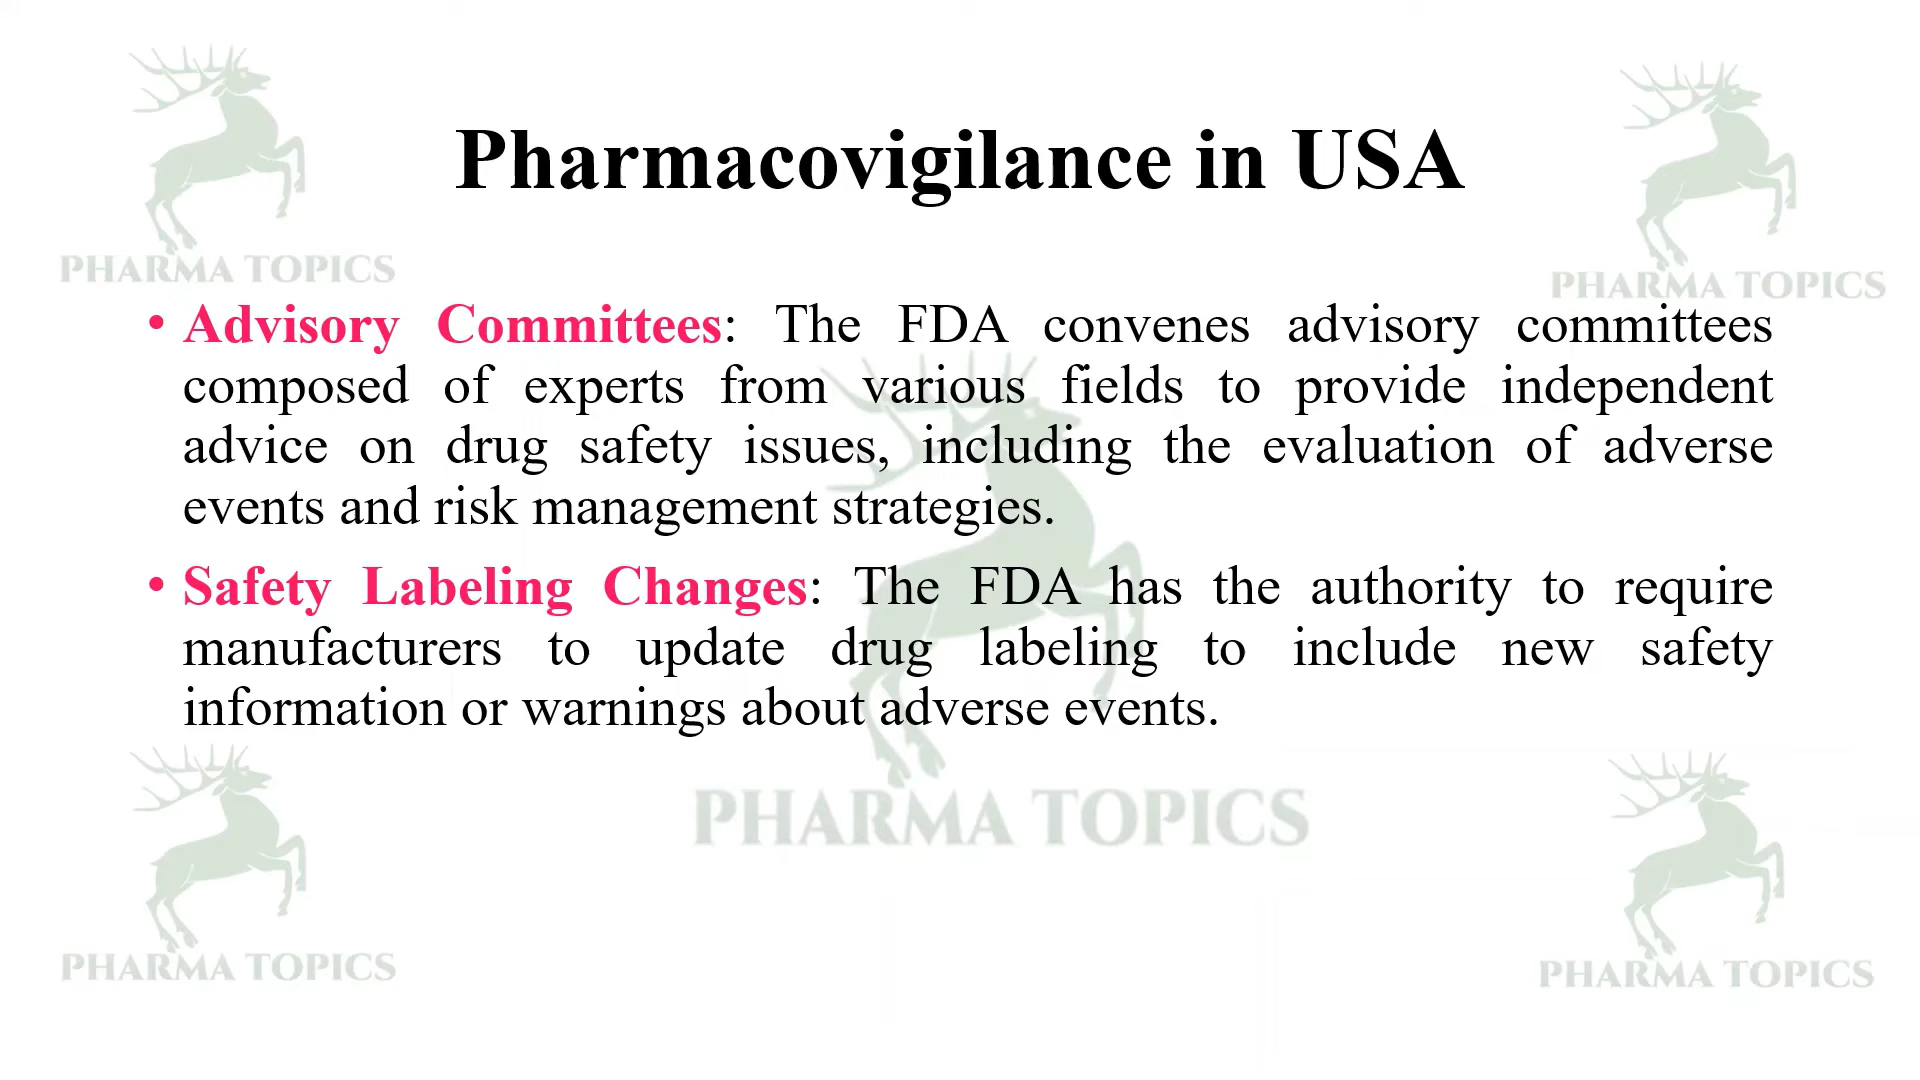 Pharmacovigilance in USA
PHARMA TOPICS
PHARMA TOPICS
• Advisory Committees: The FDA convenes advisory committees
composed of experts from various fields to provide independent
advice on drug safety issues, including the evaluation of adverse
events and risk management strategies.
• Safety Labeling Changes: The FDA has the authority to require
manufacturers to update drug labeling to include new safety
information or warnings about adverse events.
PHARMA TOPICS
PHARMA TOPICS
PHARMA TOPICS